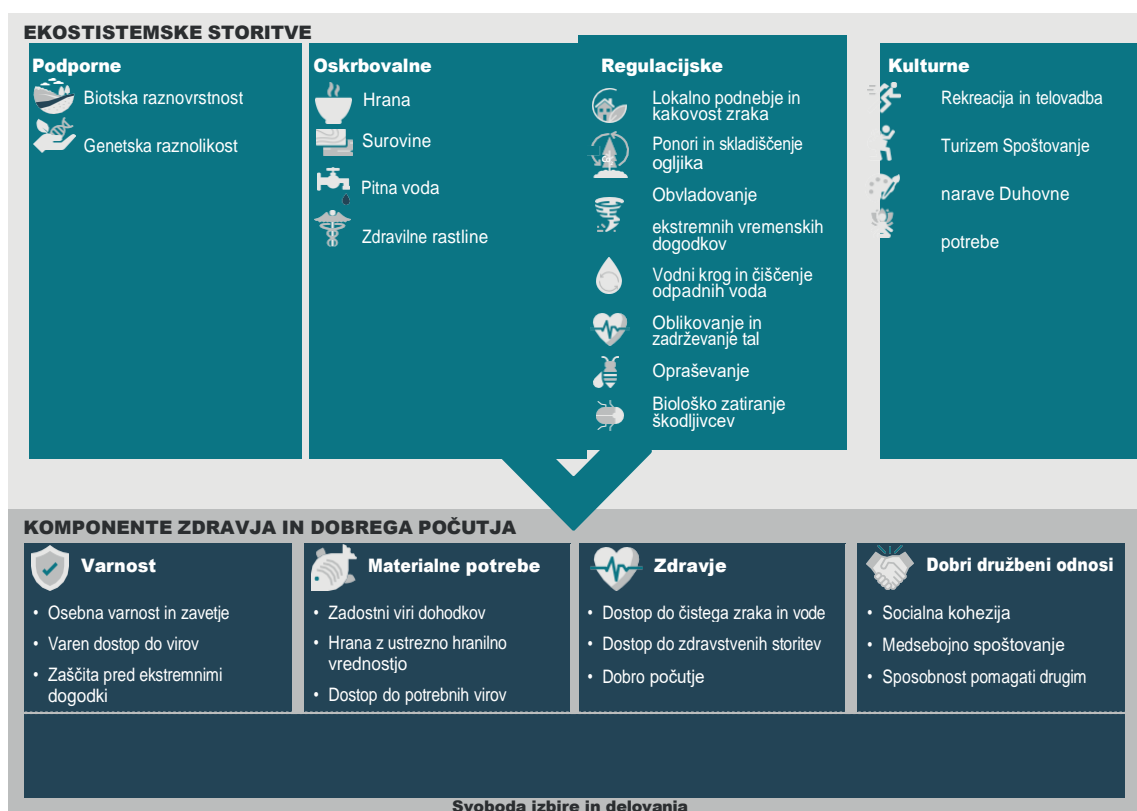 EKOSTISTEMSKE STORITVE
Podporne
Biotska raznovrstnost
Genetska raznolikost
Oskrbovalne
Hrana
Surovine
Pitna voda
Zdravilne rastline
Regulacijske
Lokalno podnebje in
kakovost zraka
Ponori in skladiščenje
ogljika
Obvladovanje
ekstremnih vremenskih
dogodkov
Vodni krog in čiščenje
odpadnih voda
Oblikovanje in
zadrževanje tal
Opraševanje
Biološko zatiranje
škodljivcev
Kulturne
Rekreacija in telovadba
Turizem Spoštovanje
narave Duhovne
potrebe
KOMPONENTE ZDRAVJA IN DOBREGA POČUTJA
Varnost
• Osebna varnost in zavetje
• Varen dostop do virov
• Zaščita pred ekstremnimi
dogodki
Materialne potrebe
• Zadostni viri dohodkov
• Hrana z ustrezno hranilno
vrednostjo
• Dostop do potrebnih virov
Zdravje
• Dostop do čistega zraka in vode
• Dostop do zdravstvenih storitev
• Dobro počutje
Dobri družbeni odnosi
• Socialna kohezija
• Medsebojno spoštovanje
• Sposobnost pomagati drugim
Svoboda izbire in delovanja